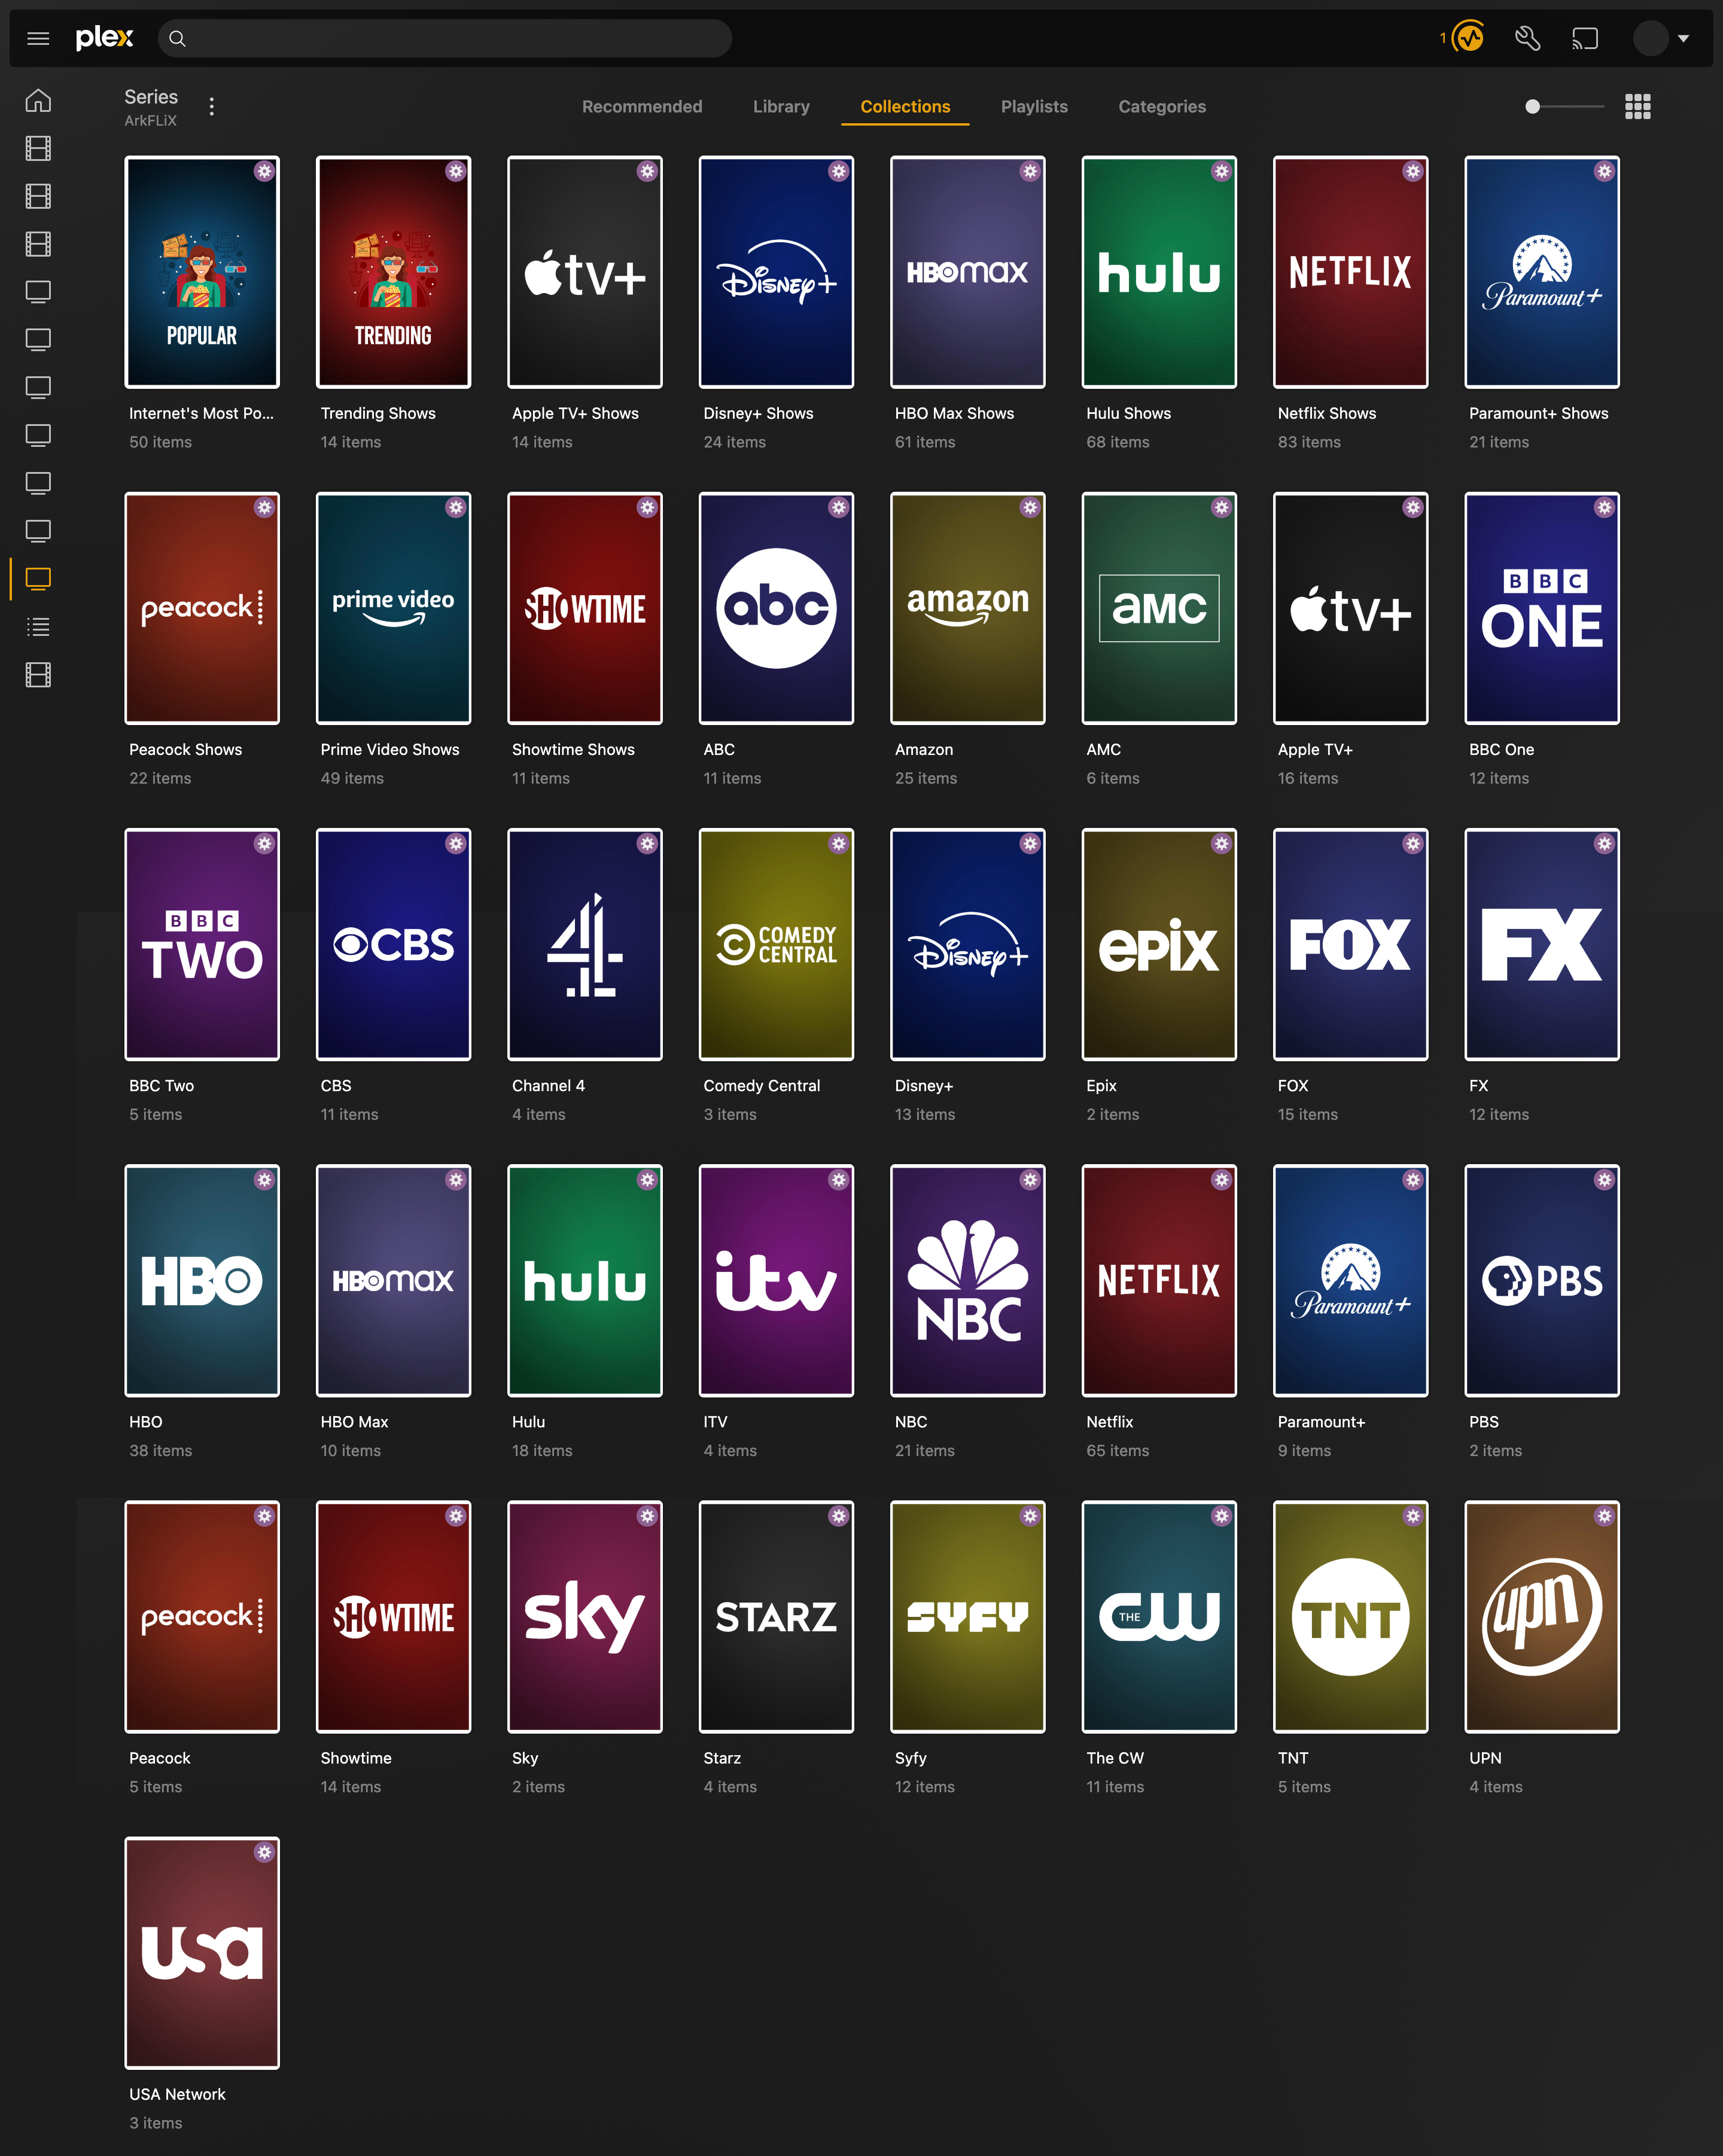 plex
1
Series
ArkFLiX
Recommended
Library
Collections
Playlists
Categories
POPULAR
TRENDING
tv+
Disney+
HBOmax
hulu
NETFLIX
Paramount+
Internet's Most Po...
Trending Shows
Apple TV+ Shows
Disney+ Shows
HBO Max Shows
Hulu Shows
Netflix Shows
Paramount+ Shows
50 items
14 items
14 items
24 items
61 items
68 items
83 items
21 items
peacock
prime video
SHOWTIME
abc
amazon
aMC
tv+
BBC
ONE
Peacock Shows
Prime Video Shows
Showtime Shows
ABC
Amazon
AMC
Apple TV+
BBC One
22 items
49 items
11 items
11 items
25 items
6 items
16 items
12 items
BBC
TWO
CBS
4
COMEDY
CENTRAL
Disney+
epix
FOX
FX
BBC Two
CBS
Channel 4
Comedy Central
Disney+
Epix
FOX
FX
5 items
11 items
4 items
3 items
13 items
2 items
15 items
12 items
HBO
HBOmax
hulu
itv
NBC
NETFLIX
Paramount+
PBS
HBO
HBO Max
Hulu
ITV
NBC
Netflix
Paramount+
PBS
38 items
10 items
18 items
4 items
21 items
65 items
9 items
2 items
peacock
SHOWTIME
sky
STARZ
SYFY
THE CW
TNT
upn
Peacock
Showtime
Sky
Starz
Syfy
The CW
TNT
UPN
5 items
14 items
2 items
4 items
12 items
11 items
5 items
4 items
usa
USA Network
3 items